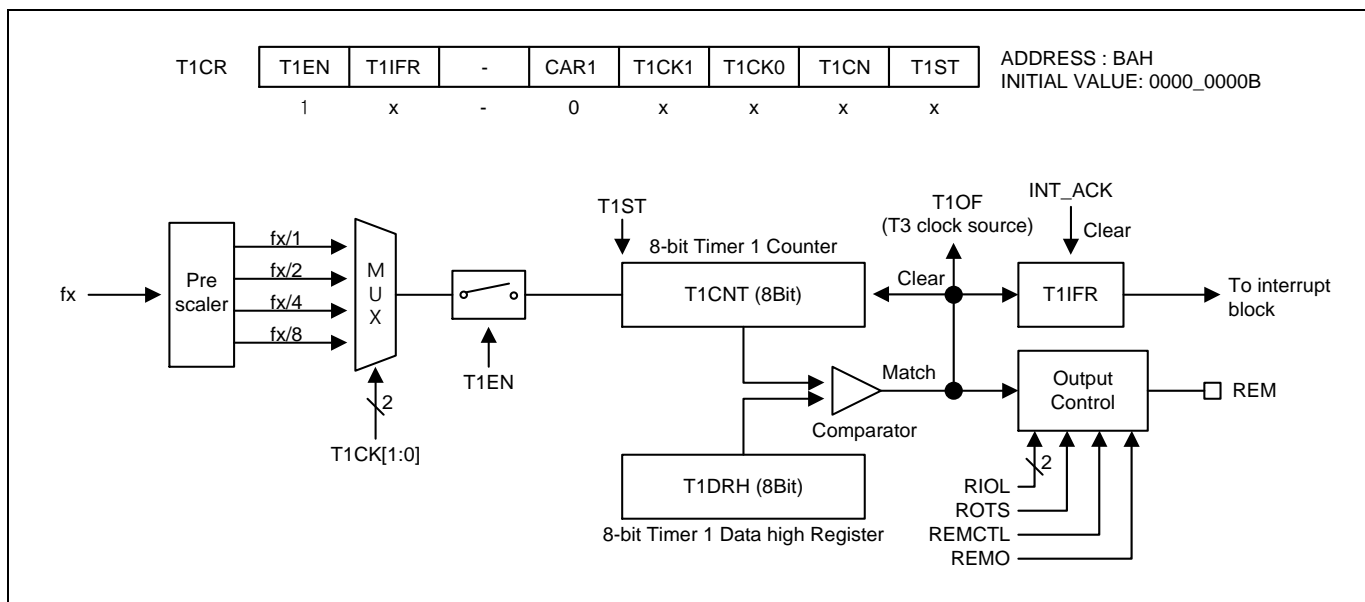 T1CR T1EN T1IFR - CAR1 T1CK1 T1CK0 T1CN T1ST ADDRESS : BAH
INITIAL VALUE: 0000_0000B
1 x - 0 x x x x
fx
Pre
scaler
fx/1
fx/2
fx/4
fx/8
M
U
X
2
T1CK[1:0]
T1EN
T1ST
8-bit Timer 1 Counter
T1CNT (8Bit)
Clear
T1OF
(T3 clock source)
INT_ACK
Clear
T1IFR
To interrupt
block
Match
Comparator
T1DRH (8Bit)
8-bit Timer 1 Data high Register
Output
Control
REM
2
RIOL
ROTS
REMCTL
REMO